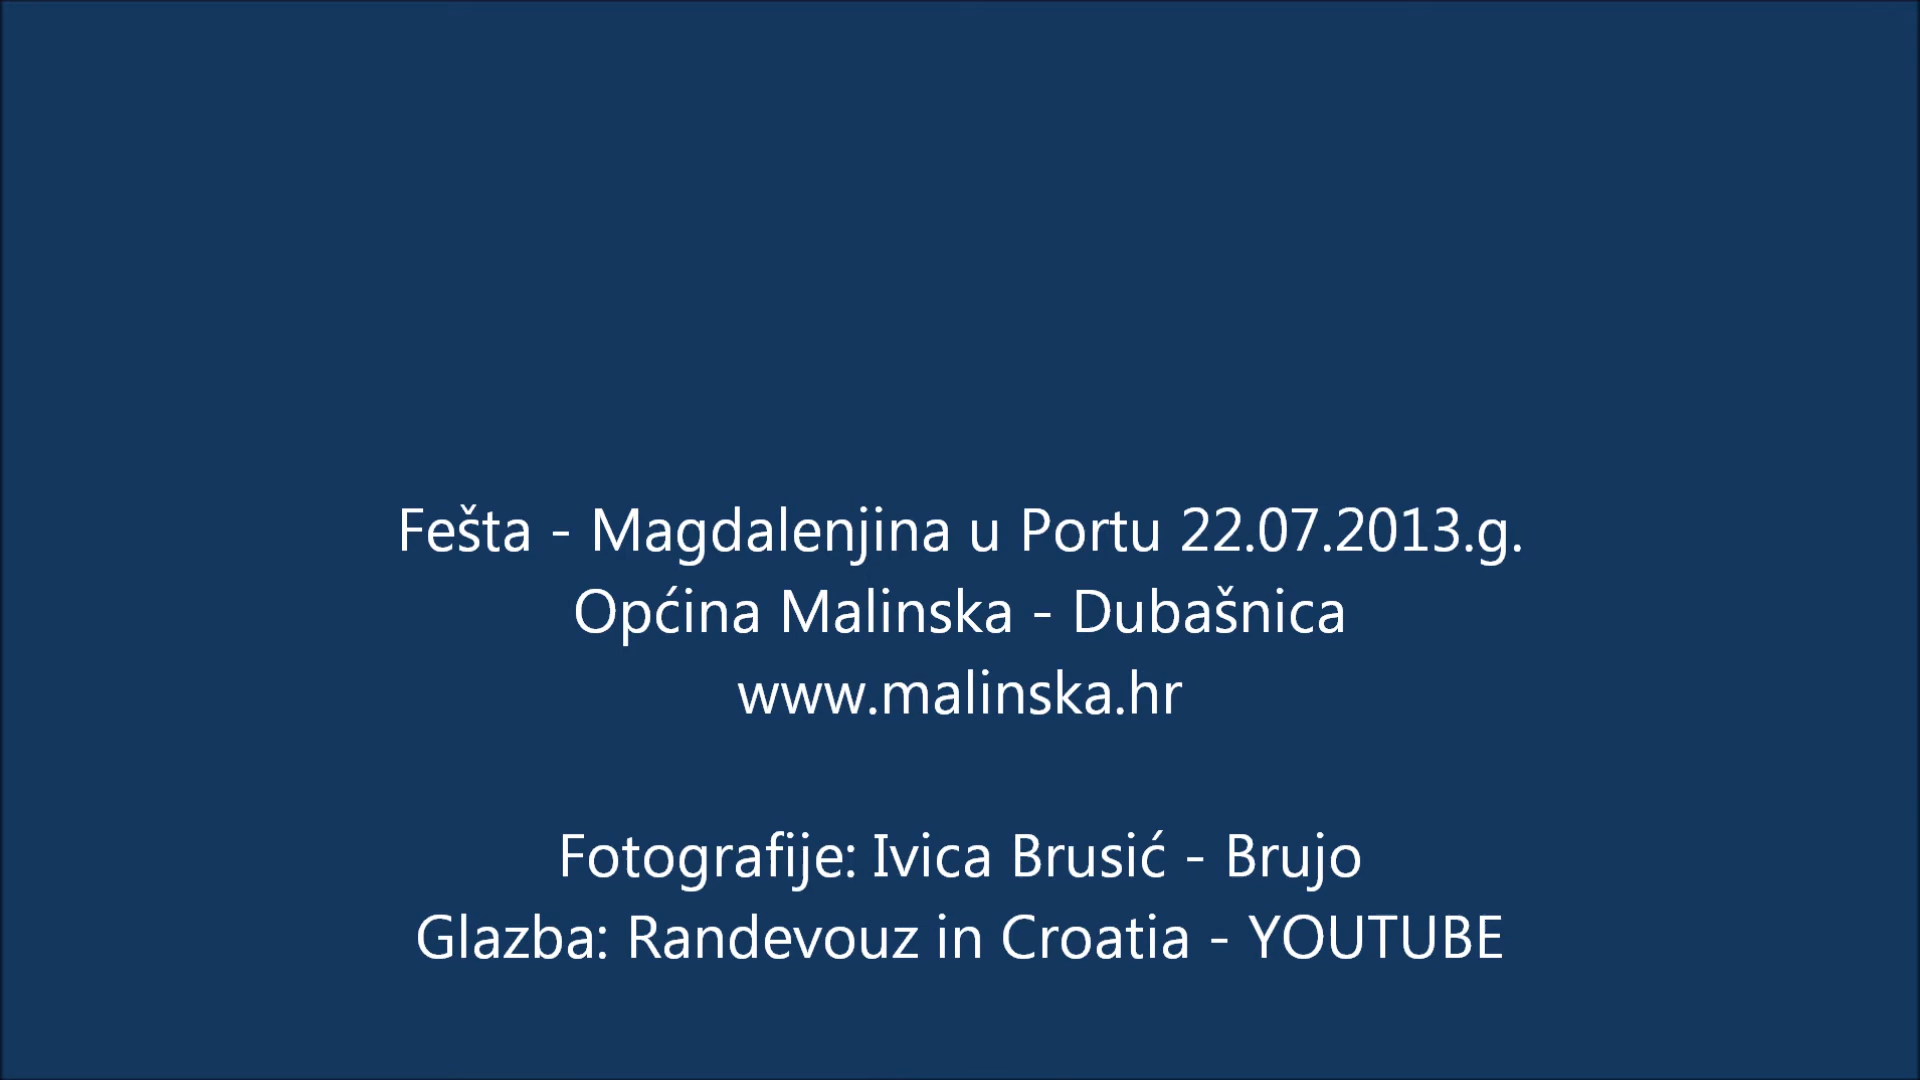 Fešta - Magdalenjina u Portu 22.07.2013.g.
Općina Malinska - Dubašnica
www.malinska.hr
Fotografije: Ivica Brusić - Brujo
Glazba: Randevouz in Croatia - YOUTUBE